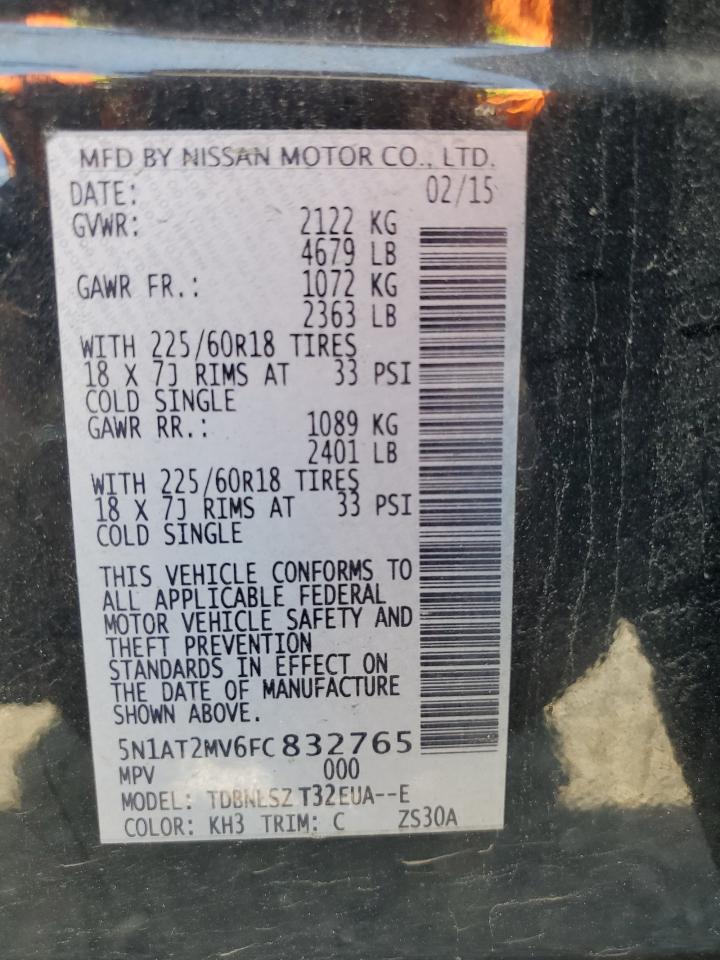 MFD BY NISSAN MOTOR CO., LTD.
DATE: 02/15
GVWR: 2122 KG
4679 LB
GAWR FR.: 1072 KG
2363 LB
WITH 225/60R18 TIRES
18 X 7J RIMS AT 33 PSI
COLD SINGLE
GAWR RR.: 1089 KG
2401 LB
WITH 225/60R18 TIRES
18 X 7J RIMS AT 33 PSI
COLD SINGLE
THIS VEHICLE CONFORMS TO
ALL APPLICABLE FEDERAL
MOTOR VEHICLE SAFETY AND
THEFT PREVENTION
STANDARDS IN EFFECT ON
THE DATE OF MANUFACTURE
SHOWN ABOVE.
5N1AT2MV6FC832765
MPV 000
MODEL: TDBNLSZ T32EUA--E
COLOR: KH3 TRIM: C ZS30A